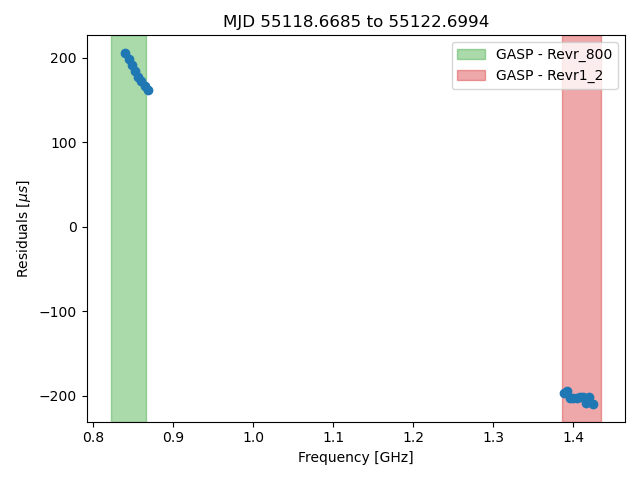 MJD 55118.6685 to 55122.6994
GASP - Revr_800
GASP - Revr1_2
200
100
0
−100
−200
Residuals [μs]
0.8 0.9 1.0 1.1 1.2 1.3 1.4
Frequency [GHz]